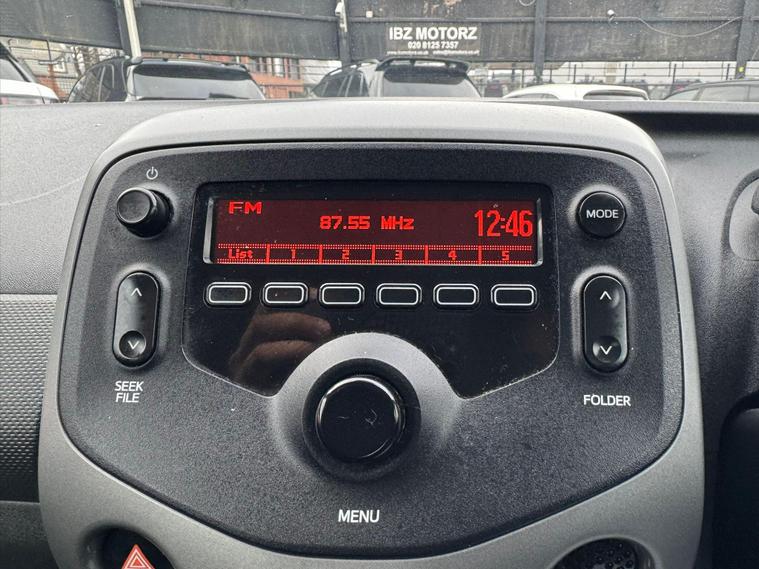 IBZ MOTORZ
020 8125 7357
FM
87.55 MHz
12:46
List 1 2 3 4 5
MODE
SEEK
FILE
FOLDER
MENU